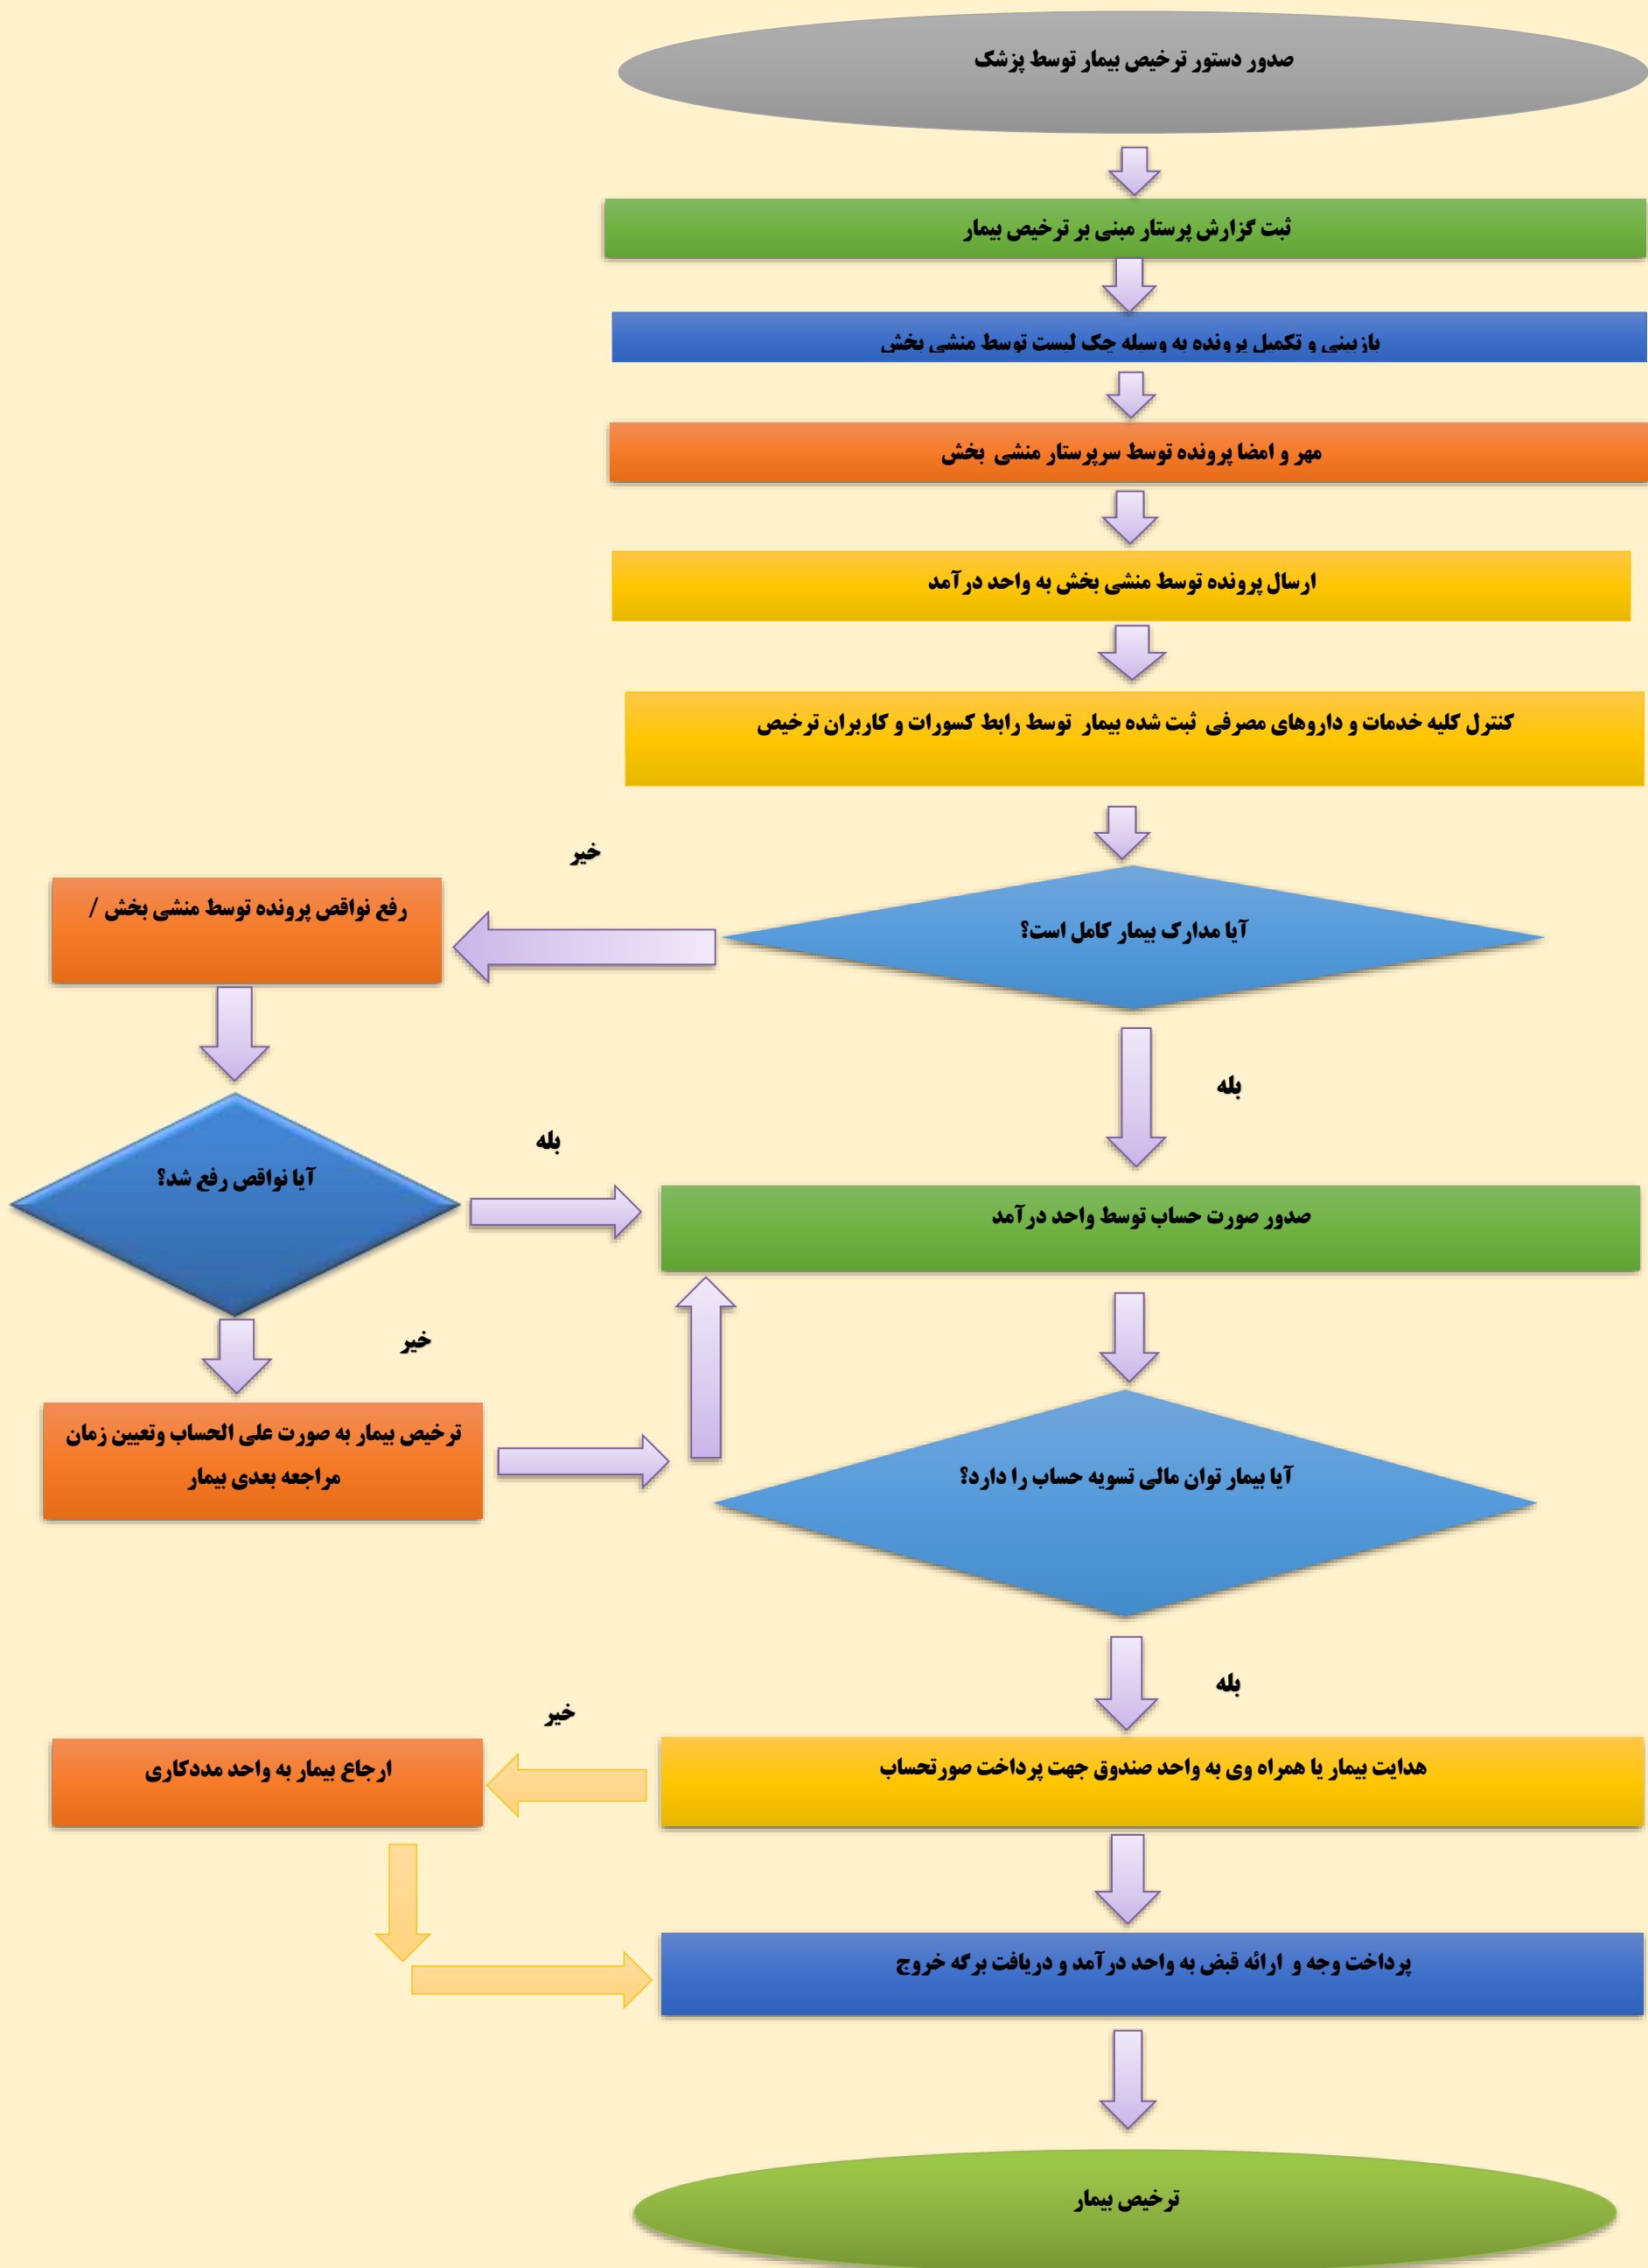 صدور دستور ترخیص بیمار توسط پزشک
ثبت گزارش پرستار مبنی بر ترخیص بیمار
بازبینی و تکمیل پرونده به وسیله چک لیست توسط منشی بخش
مهر و امضا پرونده توسط سرپرستار منشی بخش
ارسال پرونده توسط منشی بخش به واحد درآمد
کنترل کلیه خدمات و داروهای مصرفی ثبت شده بیمار توسط رابط کسورات و کاربران ترخیص
آیا مدارک بیمار کامل است؟
خیر
رفع نواقص پرونده توسط منشی بخش /
بله
آیا نواقص رفع شد؟
بله
صدور صورت حساب توسط واحد درآمد
خیر
ترخیص بیمار به صورت علی الحساب وتعیین زمان
مراجعه بعدی بیمار
آیا بیمار توان مالی تسویه حساب را دارد؟
بله
خیر
هدایت بیمار یا همراه وی به واحد صندوق جهت پرداخت صورتحساب
ارجاع بیمار به واحد مددکاری
پرداخت وجه و ارائه قبض به واحد درآمد و دریافت برگه خروج
ترخیص بیمار